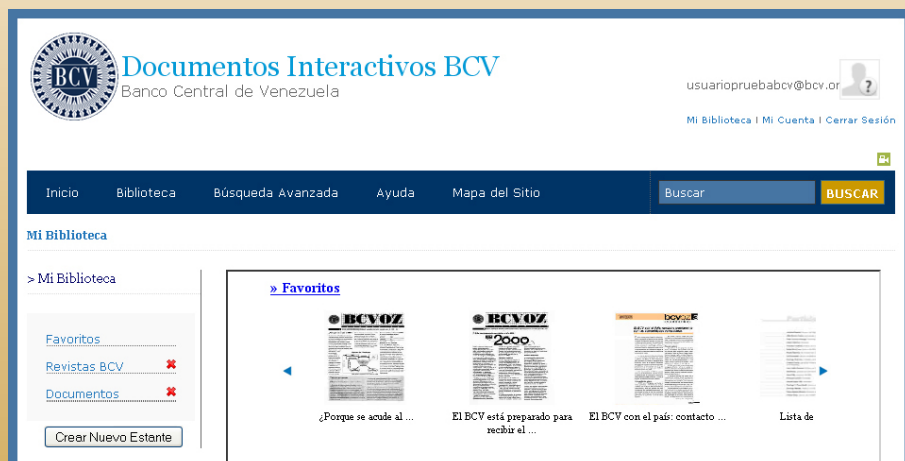 BCV
Documentos Interactivos BCV
Banco Central de Venezuela
usuariopruebabcv@bcv.or
?
Mi Biblioteca | Mi Cuenta | Cerrar Sesión
Inicio Biblioteca Búsqueda Avanzada Ayuda Mapa del Sitio Buscar BUSCAR
Mi Biblioteca
> Mi Biblioteca
» Favoritos
Favoritos
Revistas BCV
Documentos
Crear Nuevo Estante
BCVOZ
BCVOZ
2000
bcvoz
¿Porque se acude al ...
El BCV está preparado para
recibir el ...
El BCV con el país: contacto ...
Lista de